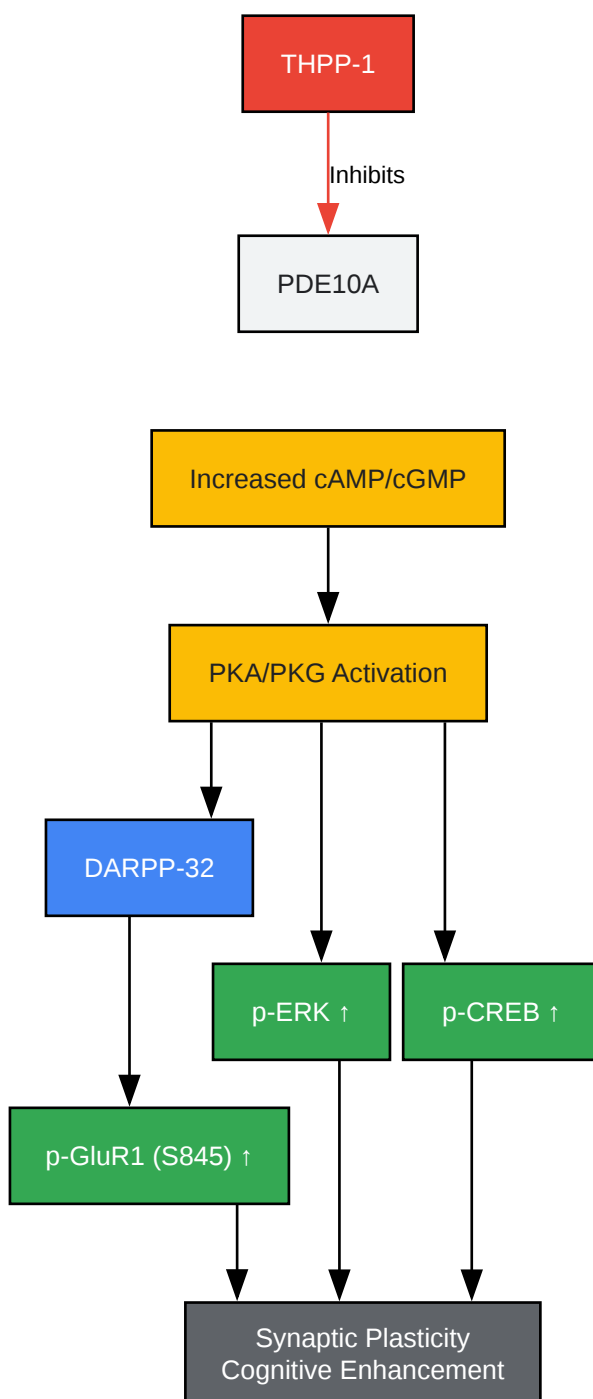 THPP-1
Inhibits
PDE10A
Increased cAMP/cGMP
PKA/PKG Activation
DARPP-32
p-ERK ↑
p-CREB ↑
p-GluR1 (S845) ↑
Synaptic Plasticity
Cognitive Enhancement